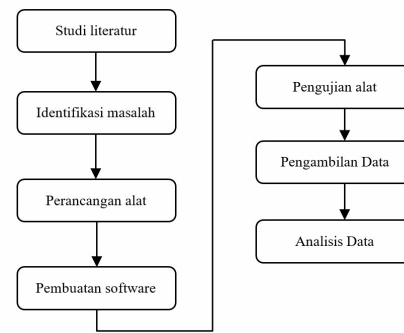 Studi literatur
Identifikasi masalah
Perancangan alat
Pembuatan software
Pengujian alat
Pengambilan Data
Analisis Data